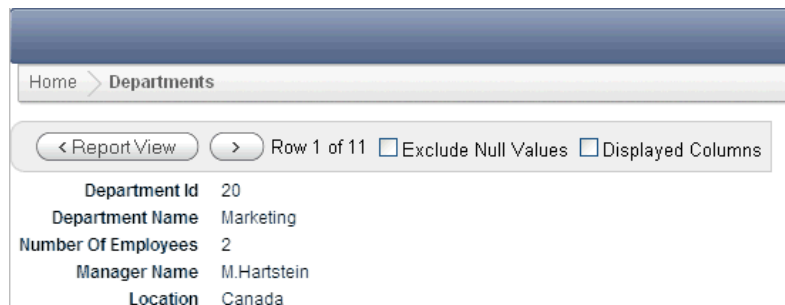 Home Departments
< Report View > Row 1 of 11 Exclude Null Values Displayed Columns
Department Id 20
Department Name Marketing
Number Of Employees 2
Manager Name M.Hartstein
Location Canada